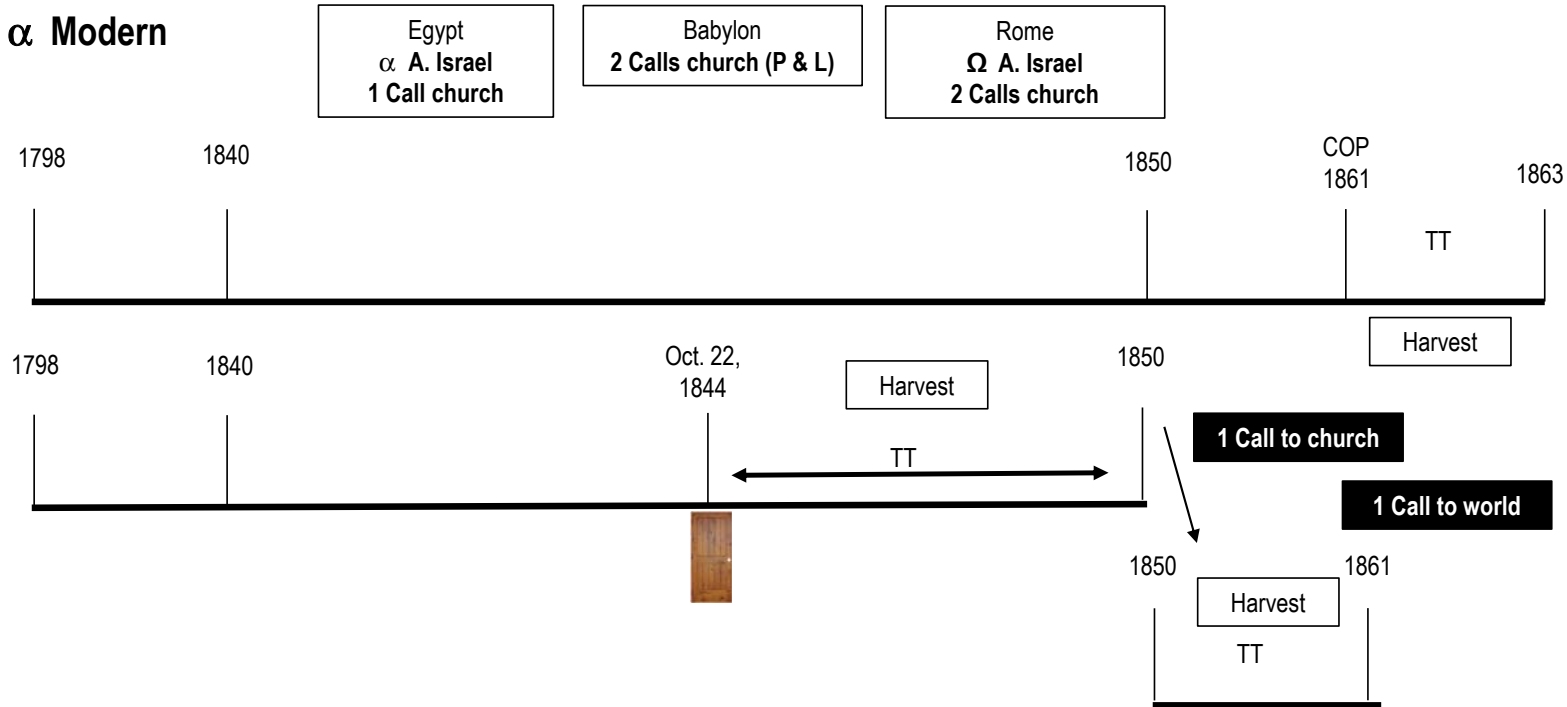 α Modern
Egypt
α A. Israel
1 Call church
Babylon
2 Calls church (P & L)
Rome
Ω A. Israel
2 Calls church
1798
1840
1850
COP
1861
1863
TT
Harvest
1798
1840
Oct. 22,
1844
Harvest
1850
TT
1 Call to church
1 Call to world
1850
1861
Harvest
TT